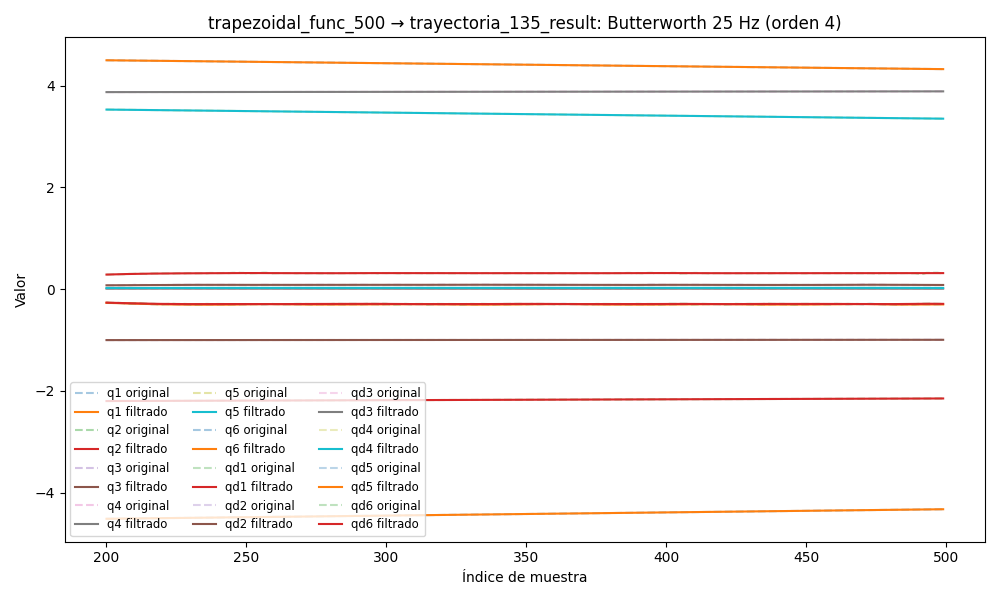 trapezoidal_func_500 → trayectoria_135_result: Butterworth 25 Hz (orden 4)
Valor
4
2
0
−2
−4
q1 original
q1 filtrado
q2 original
q2 filtrado
q3 original
q3 filtrado
q4 original
q4 filtrado
q5 original
q5 filtrado
q6 original
q6 filtrado
qd1 original
qd1 filtrado
qd2 original
qd2 filtrado
qd3 original
qd3 filtrado
qd4 original
qd4 filtrado
qd5 original
qd5 filtrado
qd6 original
qd6 filtrado
200
250
300
350
400
450
500
Índice de muestra